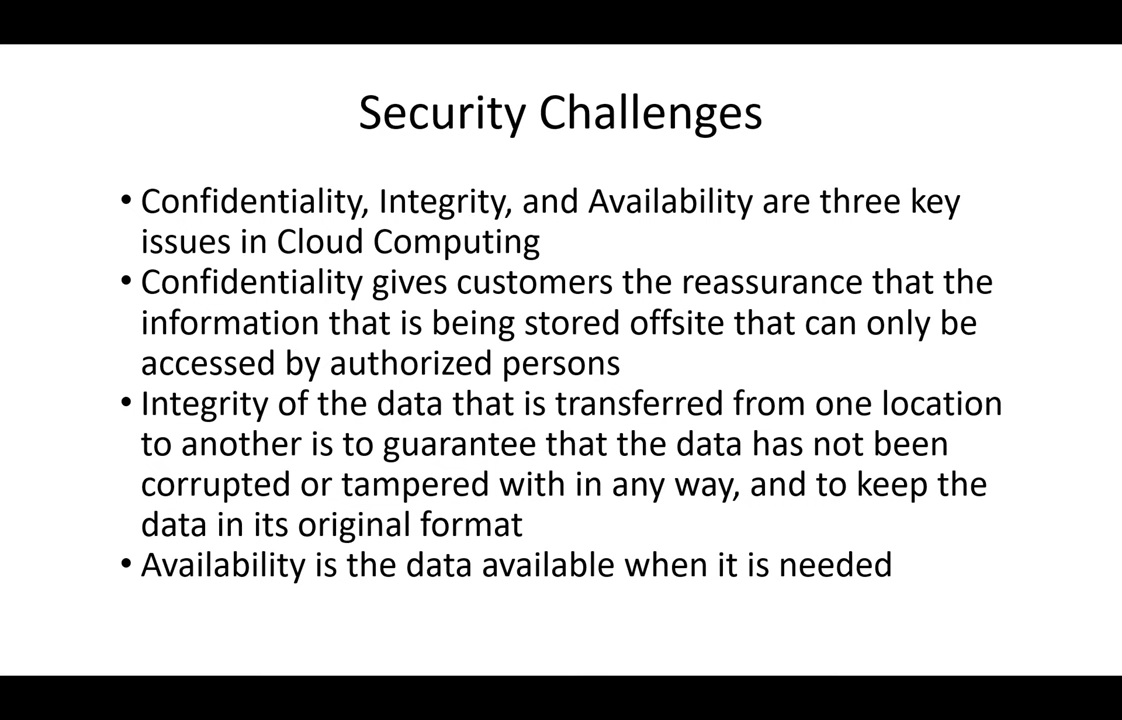 Security Challenges
• Confidentiality, Integrity, and Availability are three key
issues in Cloud Computing
• Confidentiality gives customers the reassurance that the
information that is being stored offsite that can only be
accessed by authorized persons
• Integrity of the data that is transferred from one location
to another is to guarantee that the data has not been
corrupted or tampered with in any way, and to keep the
data in its original format
• Availability is the data available when it is needed